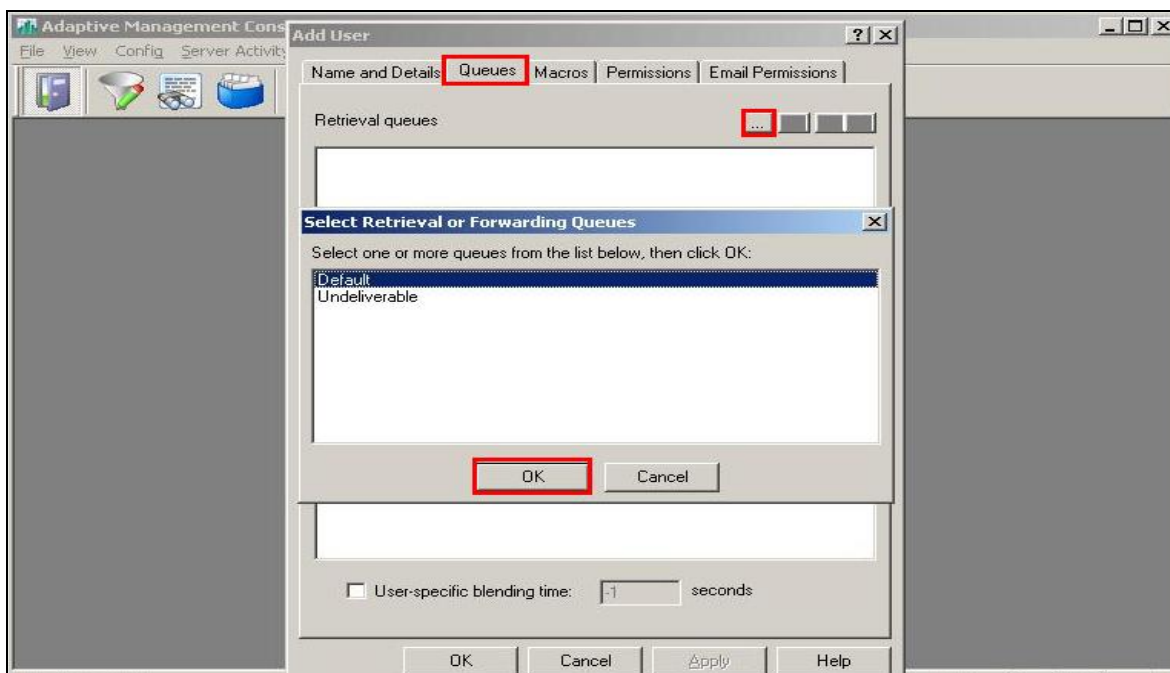 Adaptive Management Cons
File View Config Server Activity
Add User
Name and Details Queues Macros Permissions Email Permissions
Retrieval queues
...
Select Retrieval or Forwarding Queues
Select one or more queues from the list below, then click OK:
Default
Undeliverable
OK Cancel
User-specific blending time: -1 seconds
OK Cancel Apply Help